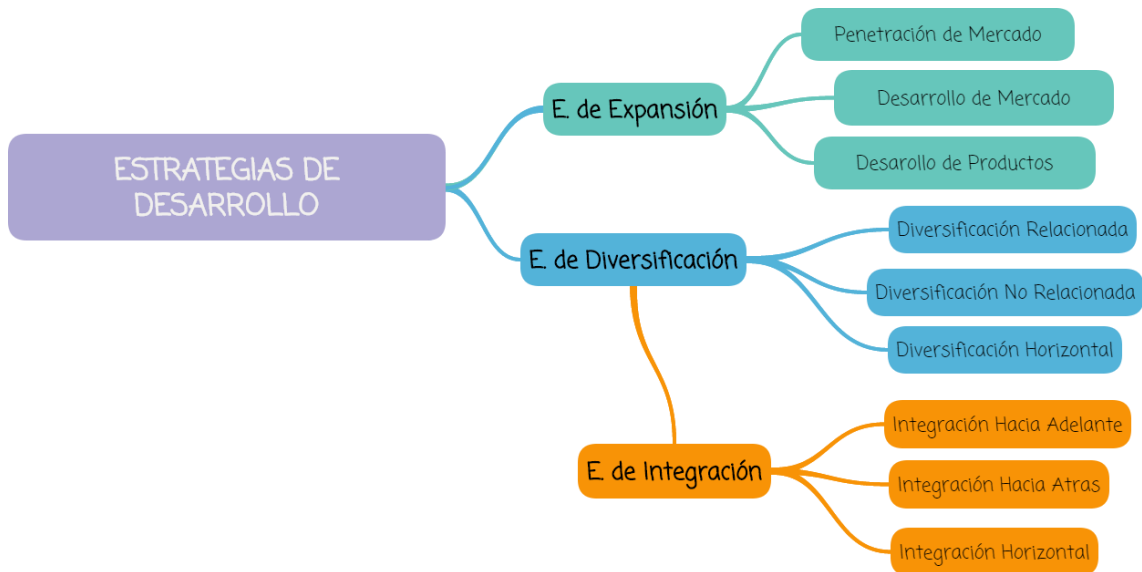 ESTRATEGIAS DE
DESARROLLO
E. de Expansión
Penetración de Mercado
Desarrollo de Mercado
Desarollo de Productos
E. de Diversificación
Diversificación Relacionada
Diversificación No Relacionada
Diversificación Horizontal
E. de Integración
Integración Hacia Adelante
Integración Hacia Atras
Integración Horizontal